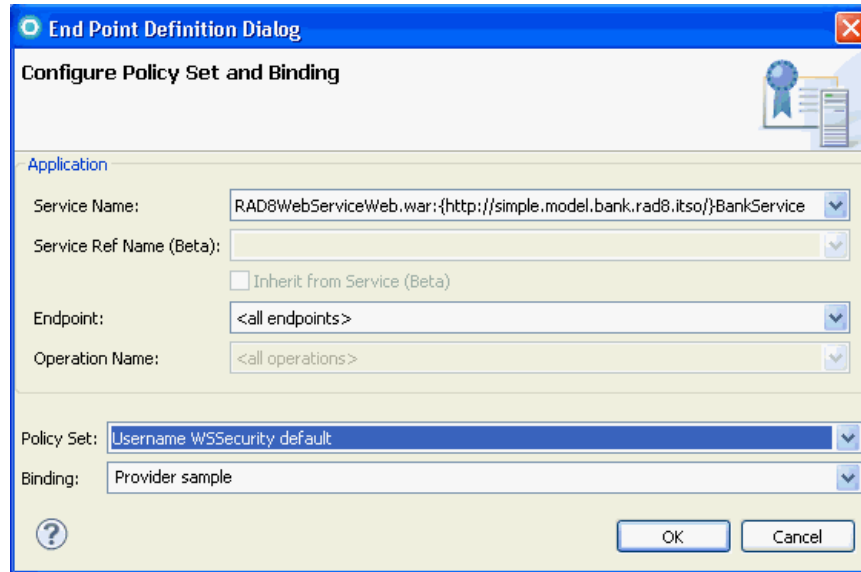 End Point Definition Dialog
Configure Policy Set and Binding
Application
Service Name: RAD8WebServiceWeb.war:{http://simple.model.bank.rad8.itso/}BankService
Service Ref Name (Beta):
Inherit from Service (Beta)
Endpoint: <all endpoints>
Operation Name: <all operations>
Policy Set: Username WSSecurity default
Binding: Provider sample
? OK Cancel